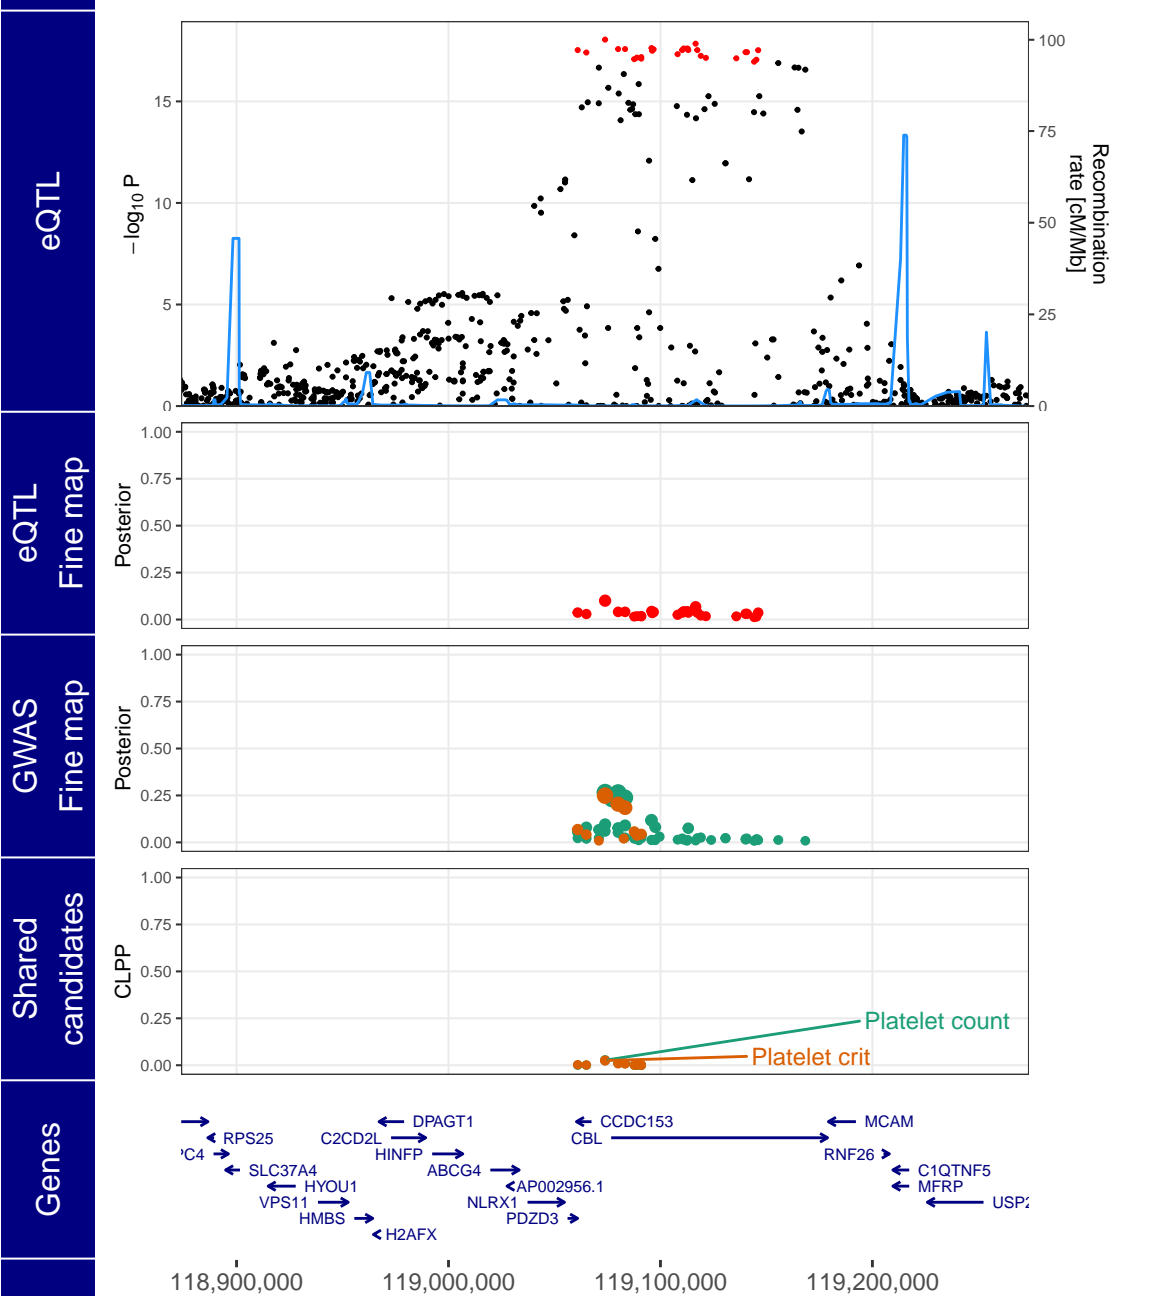 eQTL
−log10 P
15
10
5
0
100
75
50
25
0
Recombination
rate [cM/Mb]
eQTL
Fine map
Posterior
1.00
0.75
0.50
0.25
0.00
GWAS
Fine map
Posterior
1.00
0.75
0.50
0.25
0.00
Shared
candidates
CLPP
1.00
0.75
0.50
0.25
0.00
Platelet count
Platelet crit
Genes
DPAGT1
CCDC153
MCAM
RPS25
C2CD2L
CBL
PC4
HINFP
RNF26
SLC37A4
ABCG4
C1QTNF5
HYOU1
AP002956.1
MFRP
VPS11
NLRX1
USP2
HMBS
PDZD3
H2AFX
118,900,000
119,000,000
119,100,000
119,200,000